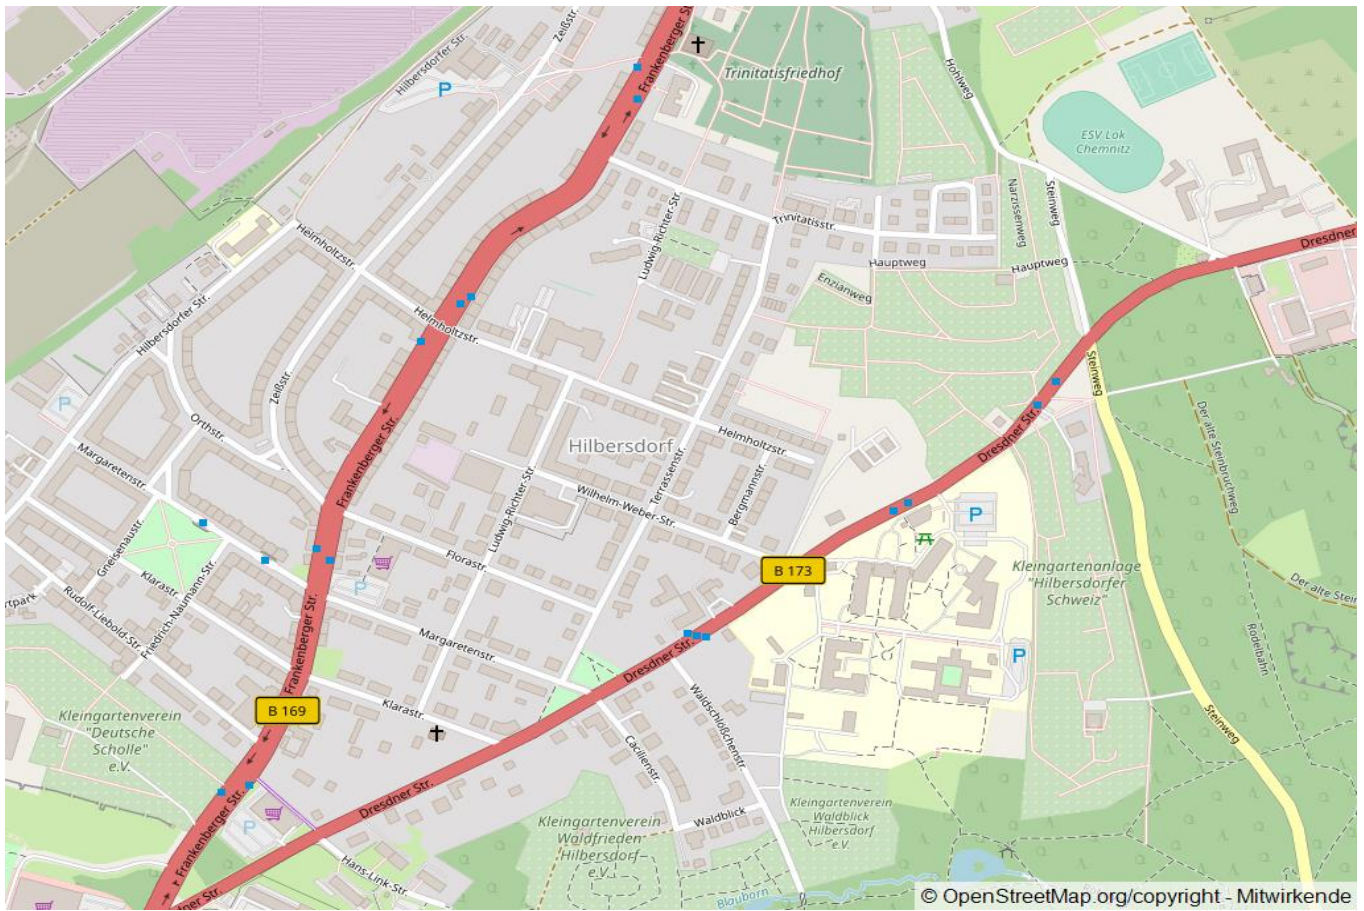 Frankenberger S
Zeißstr.
Hilbersdorfer Str.
P
Trinitatisfriedhof
Hohlweg
ESV Lok
Chemnitz
Narzissenweg
Steinweg
Ludwig-Richter-Str.
Trinitatisstr.
Dresdner
Helmholtzstr.
Hauptweg
Hauptweg
Enzianweg
Hilbersdorfer Str.
Helmholtzstr.
Zeißstr.
Steinweg
P
Frankenberger Str.
Orthstr.
Dresdner Str.
Der alte Steinbruchweg
Margaretenstr.
Hilbersdorf
Helmholtzstr.
Terrassenstr.
Bergmannstr.
Ludwig-Richter-Str.
Wilhelm-Weber-Str.
P
Gneisenaustr.
Florastr.
B 173
Kleingartenanlage
"Hilbersdorfer
Schweiz"
Der alte Stein
Klarastr.
P
rtpark
Rudolf-Liebold-Str.
Friedrich-Naumann-Str.
Frankenberger Str.
Margaretenstr.
Dresdner Str.
P
Rodelbahn
B 169
Klarastr.
Waldschlößchenstr.
Cäcilienstr.
Steinweg
Kleingartenverein
"Deutsche
Scholle"
e.V.
Frankenberger Str.
P
Dresdner Str.
Waldblick
Kleingartenverein
Waldfrieden
Hilbersdorf
e.V.
Kleingartenverein
Waldblick
Hilbersdorf
e.V.
Hans-Link-Str.
dner Str.
Blauborn
© OpenStreetMap.org/copyright - Mitwirkende